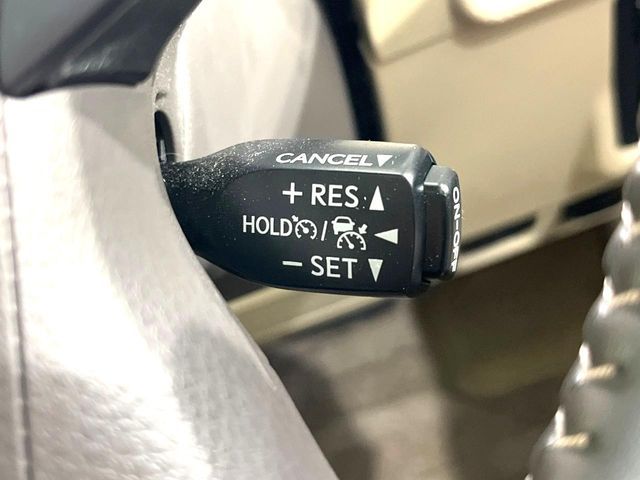 CANCEL▼
+ RES ▲
HOLD / ◀
− SET ▼
ON-OFF